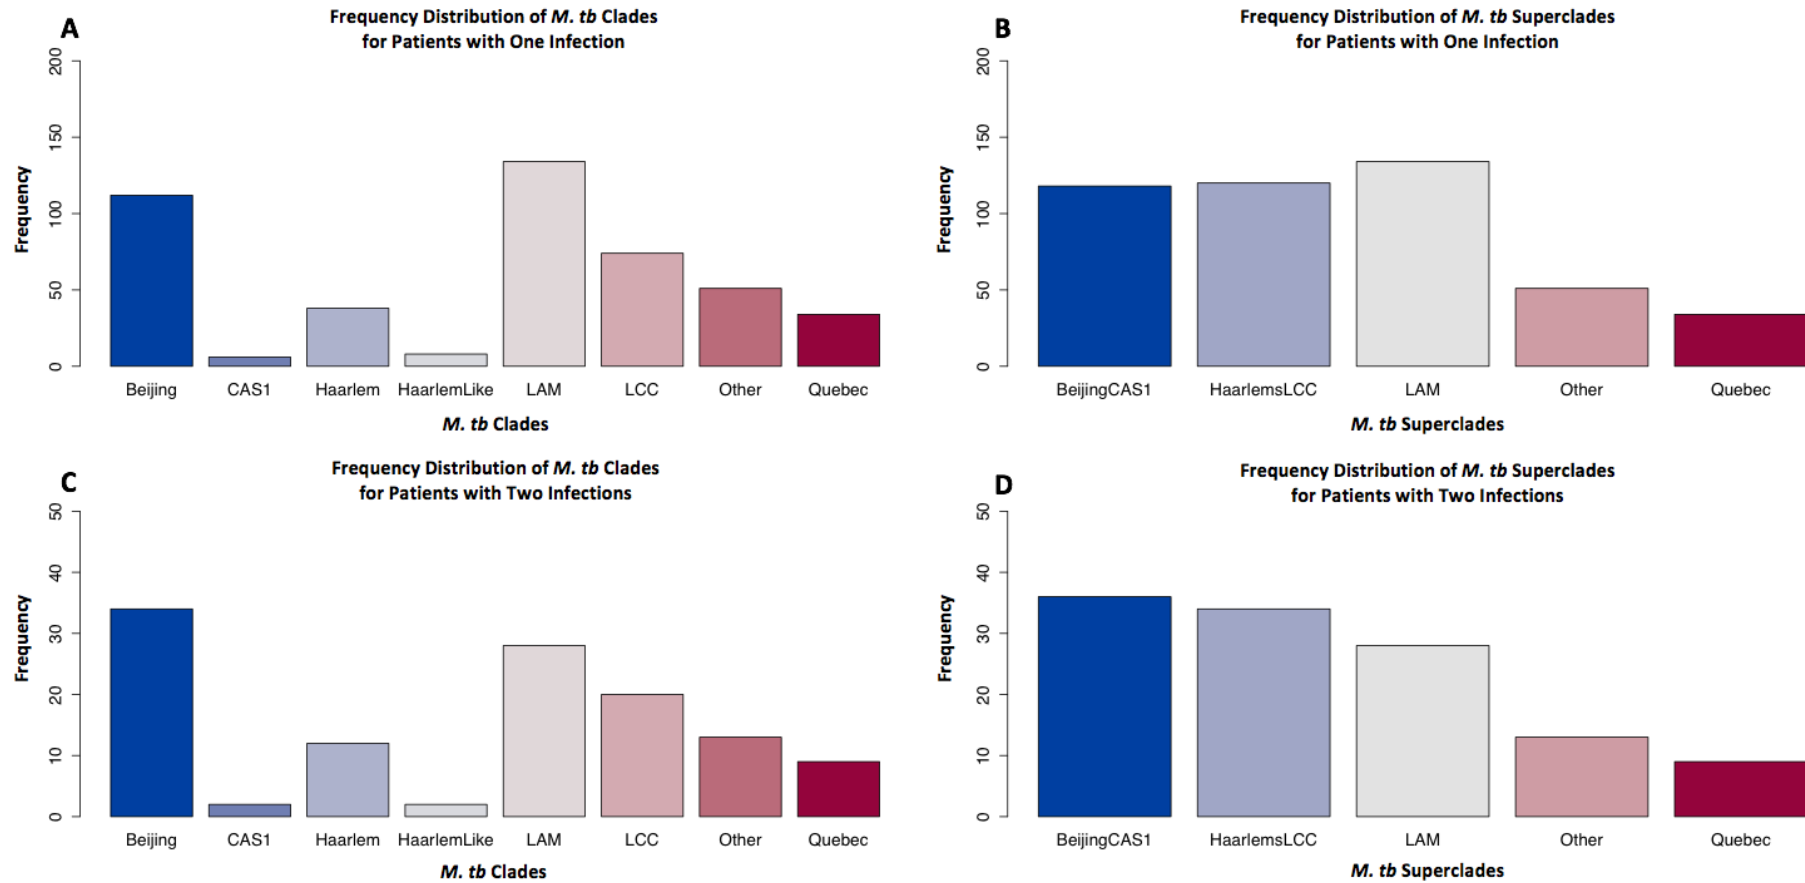 A
Frequency Distribution of M. tb Clades
for Patients with One Infection
200
150
100
50
0
Frequency
Beijing CAS1 Haarlem HaarlemLike LAM LCC Other Quebec
M. tb Clades
B
Frequency Distribution of M. tb Superclades
for Patients with One Infection
200
150
100
50
0
Frequency
BeijingCAS1 HaarlemsLCC LAM Other Quebec
M. tb Superclades
C
Frequency Distribution of M. tb Clades
for Patients with Two Infections
50
40
30
20
10
0
Frequency
Beijing CAS1 Haarlem HaarlemLike LAM LCC Other Quebec
M. tb Clades
D
Frequency Distribution of M. tb Superclades
for Patients with Two Infections
50
40
30
20
10
0
Frequency
BeijingCAS1 HaarlemsLCC LAM Other Quebec
M. tb Superclades